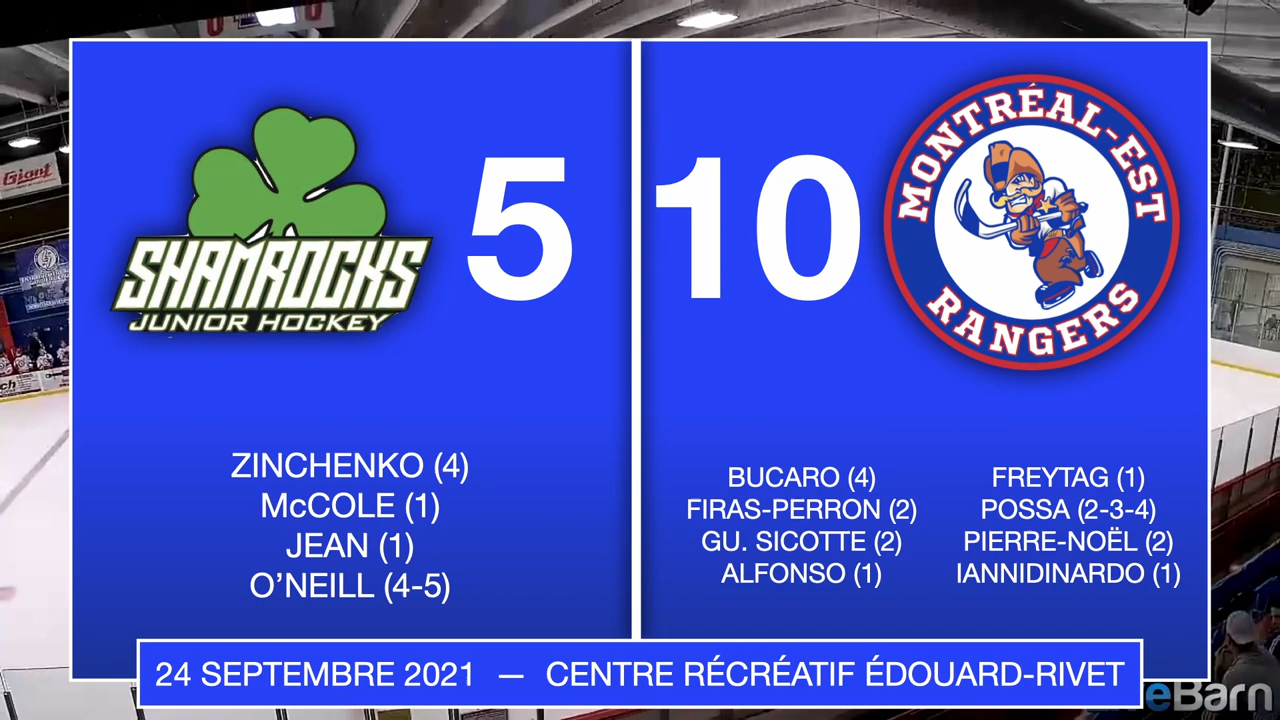 Giant
SHAMROCKS
JUNIOR HOCKEY
5
10
MONTRÉAL-EST
RANGERS
ZINCHENKO (4)
McCOLE (1)
JEAN (1)
O’NEILL (4-5)
BUCARO (4)
FIRAS-PERRON (2)
GU. SICOTTE (2)
ALFONSO (1)
FREYTAG (1)
POSSA (2-3-4)
PIERRE-NOËL (2)
IANNIDINARDO (1)
24 SEPTEMBRE 2021 — CENTRE RÉCRÉATIF ÉDOUARD-RIVET
eBarn